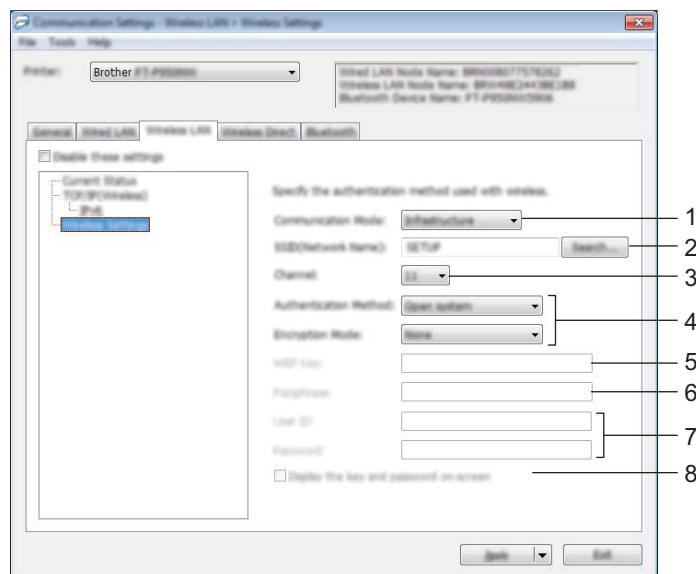 Communication Settings - Wireless LAN > Wireless Settings
File Tools Help
Printer:
Brother PT-P950NW
Wired LAN Node Name:
Wireless LAN Node Name:
Bluetooth Device Name:
General
Wired LAN
Wireless LAN
Wireless Direct
Bluetooth
Disable these settings
Current Status
TCP/IP(Wireless)
IPv6
Wireless Settings
Specify the authentication method used with wireless.
Communication Mode: Infrastructure
1
SSID(Network Name): SETUP Search...
2
Channel: 11
3
Authentication Method: Open system
4
Encryption Mode: None
WEP Key:
5
Passphrase:
6
User ID:
7
Password:
Display the key and password on-screen
8
Apply
Exit